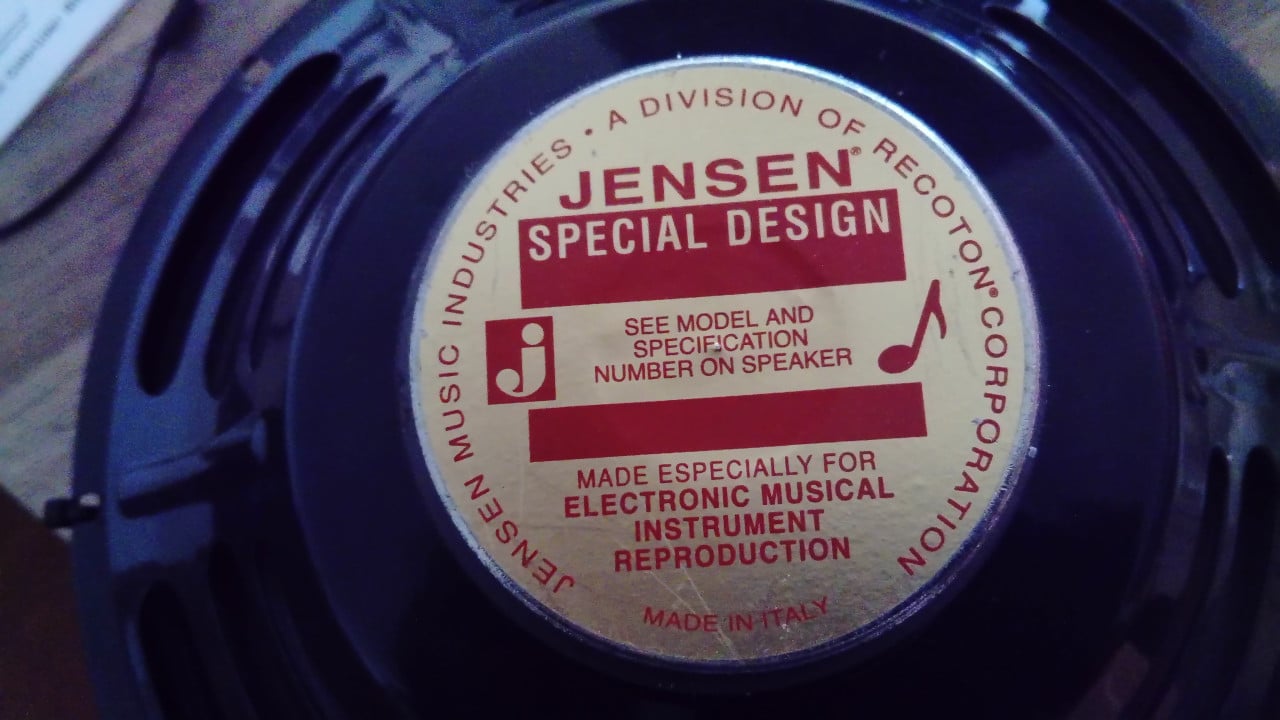 JENSEN MUSIC INDUSTRIES • A DIVISION OF RECOTON® CORPORATION
JENSEN®
SPECIAL DESIGN
j
SEE MODEL AND
SPECIFICATION
NUMBER ON SPEAKER
MADE ESPECIALLY FOR
ELECTRONIC MUSICAL
INSTRUMENT
REPRODUCTION
MADE IN ITALY